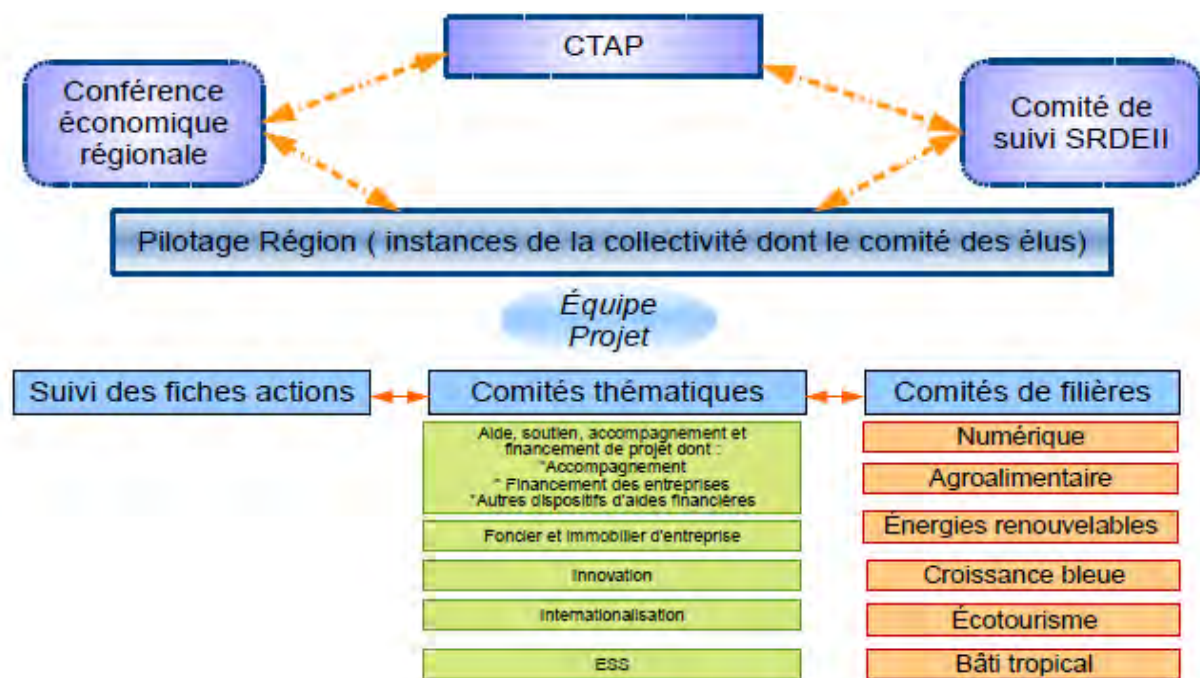 CTAP
Conférence
économique
régionale
Comité de
suivi SRDEII
Pilotage Région ( instances de la collectivité dont le comité des élus)
Équipe
Projet
Suivi des fiches actions
Comités thématiques
Aide, soutien, accompagnement et
financement de projet dont :
*Accompagnement
* Financement des entreprises
*Autres dispositifs d'aides financières
Foncier et immobilier d'entreprise
Innovation
Internationalisation
ESS
Comités de filières
Numérique
Agroalimentaire
Énergies renouvelables
Croissance bleue
Écotourisme
Bâti tropical